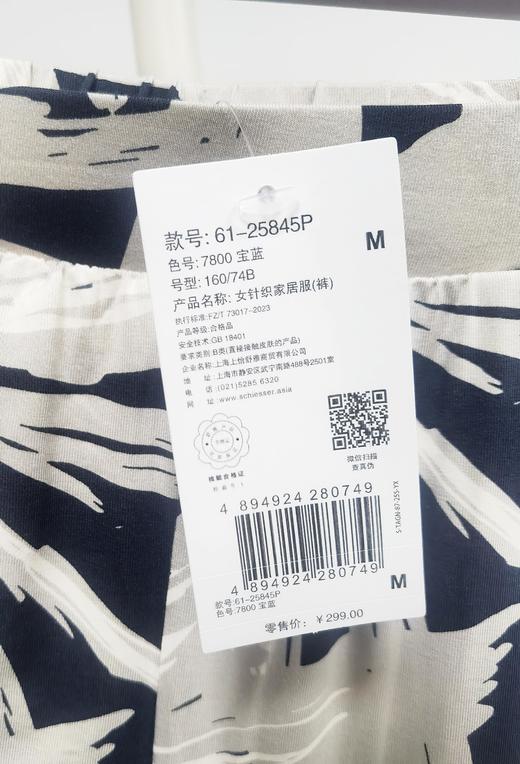 款号: 61-25845P
M
色号: 7800 宝蓝
号型: 160/74B
产品名称: 女针织家居服(裤)
执行标准:FZ/T 73017-2023
产品等级:合格品
安全技术:GB 18401
要求类别:B类(直接接触皮肤的产品)
企业名称:上海上怡舒雅商贸有限公司
地 址:上海市静安区武宁南路488号2501室
电 话:(021)5285 6320
网 址:www.schiesser.asia
检验合格证
微信扫描
查真伪
4 894924 280749
4 894924 280749
S-TAGN-87-255-YX
M
款号:61-25845P
色号:7800 宝蓝
零售价: ￥299.00